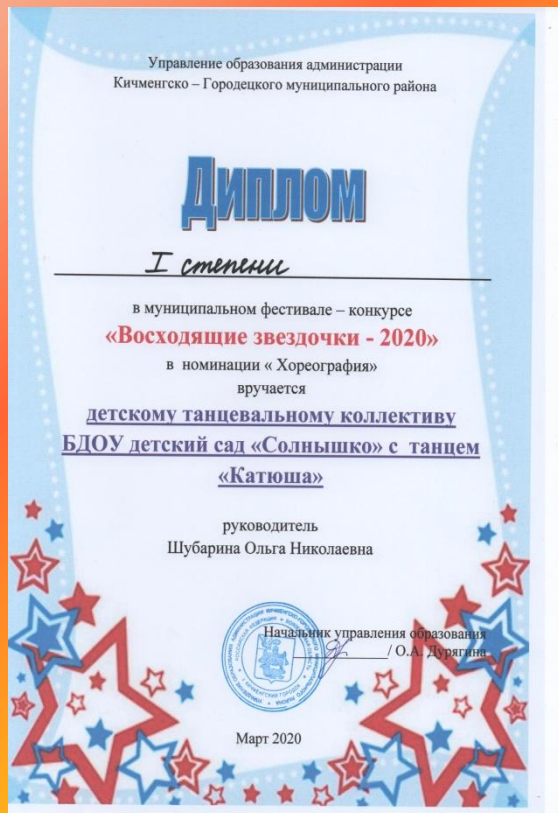 Управление образования администрации
Кичменгско – Городецкого муниципального района
Диплом
I степени
в муниципальном фестивале – конкурсе
«Восходящие звездочки - 2020»
в номинации « Хореография»
вручается
детскому танцевальному коллективу
БДОУ детский сад «Солнышко» с танцем
«Катюша»
руководитель
Шубарина Ольга Николаевна
Начальник управления образования
/ О.А. Дурягина
Март 2020